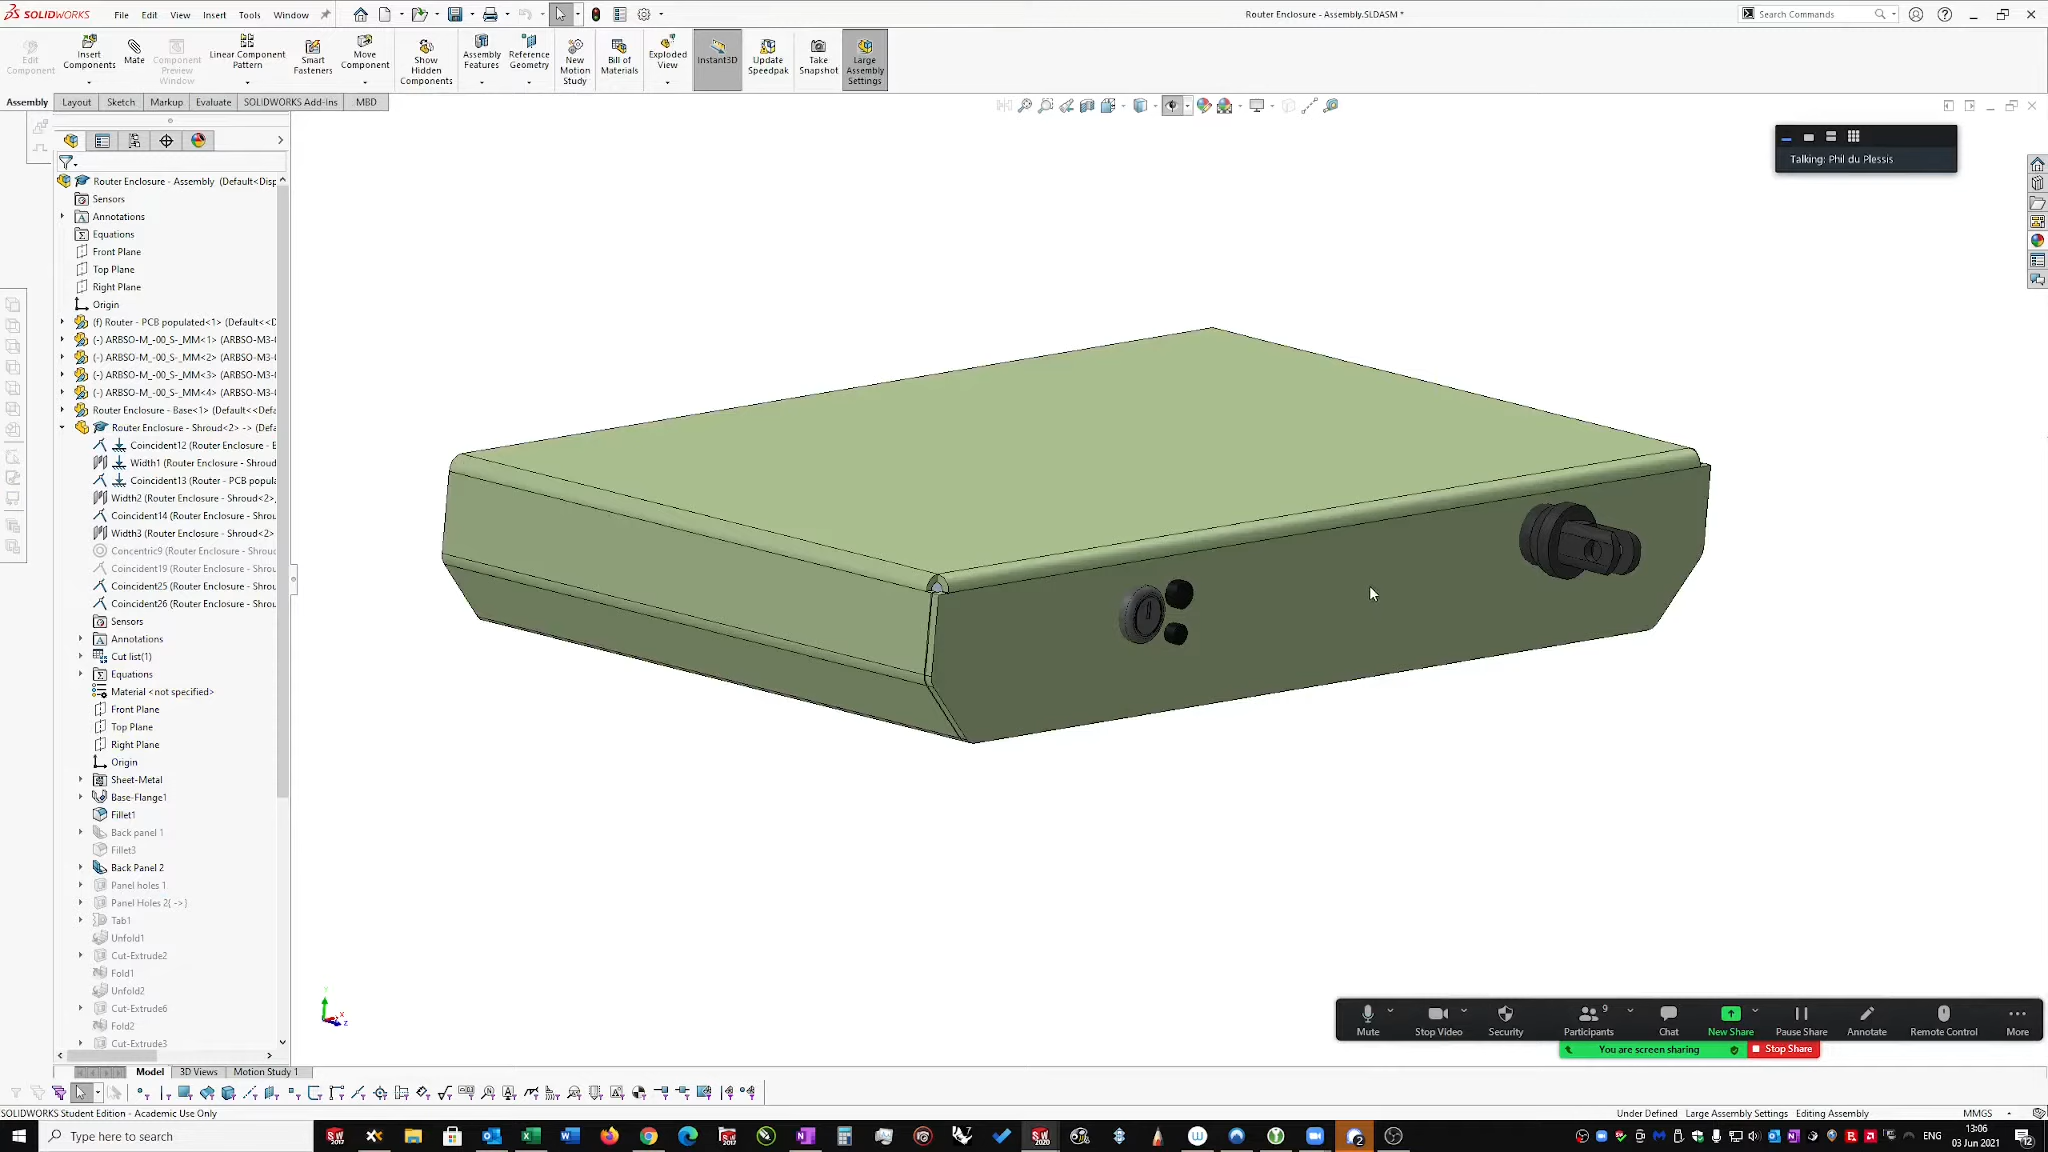 SOLIDWORKS File Edit View Insert Tools Window Router Enclosure - Assembly.SLDASM * Search Commands
Edit Component
Insert Components
Mate
Component Preview Window
Linear Component Pattern
Smart Fasteners
Move Component
Show Hidden Components
Assembly Features
Reference Geometry
New Motion Study
Bill of Materials
Exploded View
Instant3D
Update Speedpak
Take Snapshot
Large Assembly Settings
Assembly Layout Sketch Markup Evaluate SOLIDWORKS Add-Ins MBD
Talking: Phil du Plessis
Router Enclosure - Assembly (Default<Disp
Sensors
Annotations
Equations
Front Plane
Top Plane
Right Plane
Origin
(f) Router - PCB populated<1> (Default<<D
(-) ARBSO-M_-00_S-_MM<1> (ARBSO-M3-
(-) ARBSO-M_-00_S-_MM<2> (ARBSO-M3-
(-) ARBSO-M_-00_S-_MM<3> (ARBSO-M3-
(-) ARBSO-M_-00_S-_MM<4> (ARBSO-M3-
Router Enclosure - Base<1> (Default<<Defa
Router Enclosure - Shroud<2> -> (Defa
Coincident12 (Router Enclosure - E
Width1 (Router Enclosure - Shroud
Coincident13 (Router - PCB popula
Width2 (Router Enclosure - Shroud<2>
Coincident14 (Router Enclosure - Shrou
Width3 (Router Enclosure - Shroud<2>
Concentric9 (Router Enclosure - Shroud
Coincident19 (Router Enclosure - Shrou
Coincident25 (Router Enclosure - Shrou
Coincident26 (Router Enclosure - Shrou
Sensors
Annotations
Cut list(1)
Equations
Material <not specified>
Front Plane
Top Plane
Right Plane
Origin
Sheet-Metal
Base-Flange1
Fillet1
Back panel 1
Fillet3
Back Panel 2
Panel holes 1
Panel Holes 2{ ->}
Tab1
Unfold1
Cut-Extrude2
Fold1
Unfold2
Cut-Extrude6
Fold2
Cut-Extrude3
Mute Stop Video Security Participants 9 Chat New Share Pause Share Annotate Remote Control More
You are screen sharing Stop Share
Model 3D Views Motion Study 1
SOLIDWORKS Student Edition - Academic Use Only Under Defined Large Assembly Settings Editing Assembly MMGS
Type here to search
ENG
13:06
03 Jun 2021